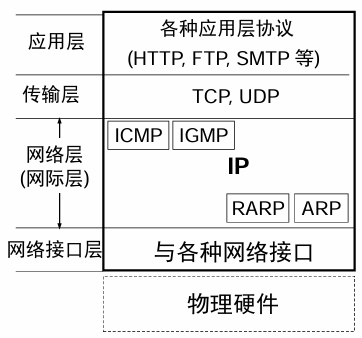 应用层
各种应用层协议
(HTTP, FTP, SMTP 等)
传输层
TCP, UDP
网络层
(网际层)
ICMP
IGMP
IP
RARP
ARP
网络接口层
与各种网络接口
物理硬件